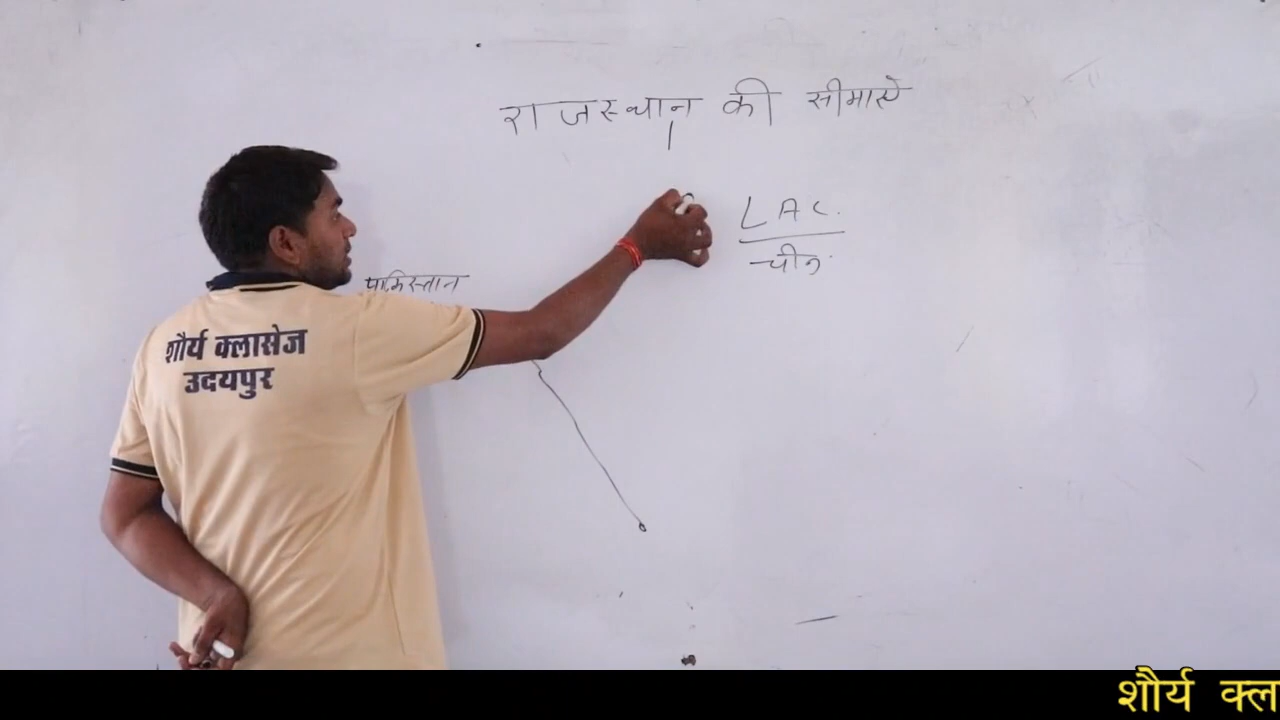 राजस्थान की सीमाऐ
LAC.
चीन
पाकिस्तान
शौर्य क्लासेज
उदयपुर
शौर्य क्ल